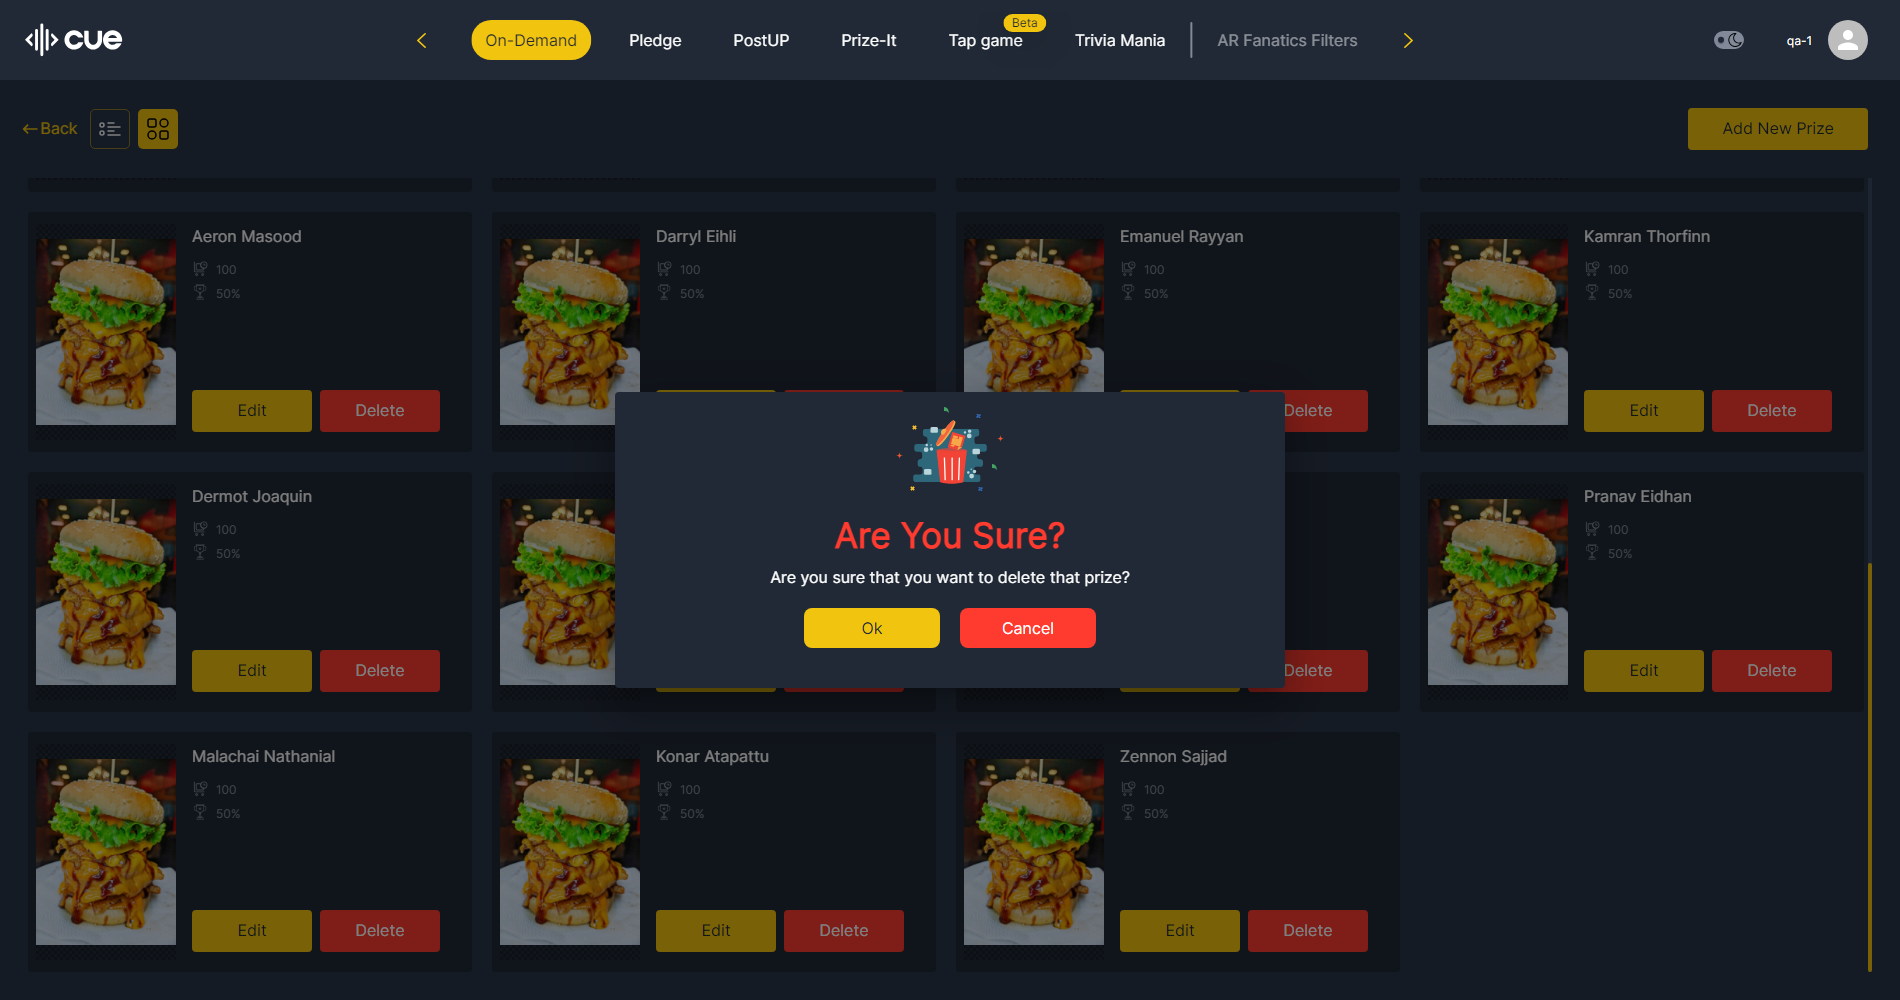 cue
On-Demand
Pledge
PostUP
Prize-It
Tap game
Beta
Trivia Mania
AR Fanatics Filters
qa-1
Back
Add New Prize
Aeron Masood
100
50%
Edit
Delete
Darryl Eihli
100
50%
Emanuel Rayyan
100
50%
Delete
Kamran Thorfinn
100
50%
Edit
Delete
Are You Sure?
Are you sure that you want to delete that prize?
Ok
Cancel
Dermot Joaquin
100
50%
Edit
Delete
Delete
Pranav Eidhan
100
50%
Edit
Delete
Malachai Nathanial
100
50%
Edit
Delete
Konar Atapattu
100
50%
Edit
Delete
Zennon Sajjad
100
50%
Edit
Delete